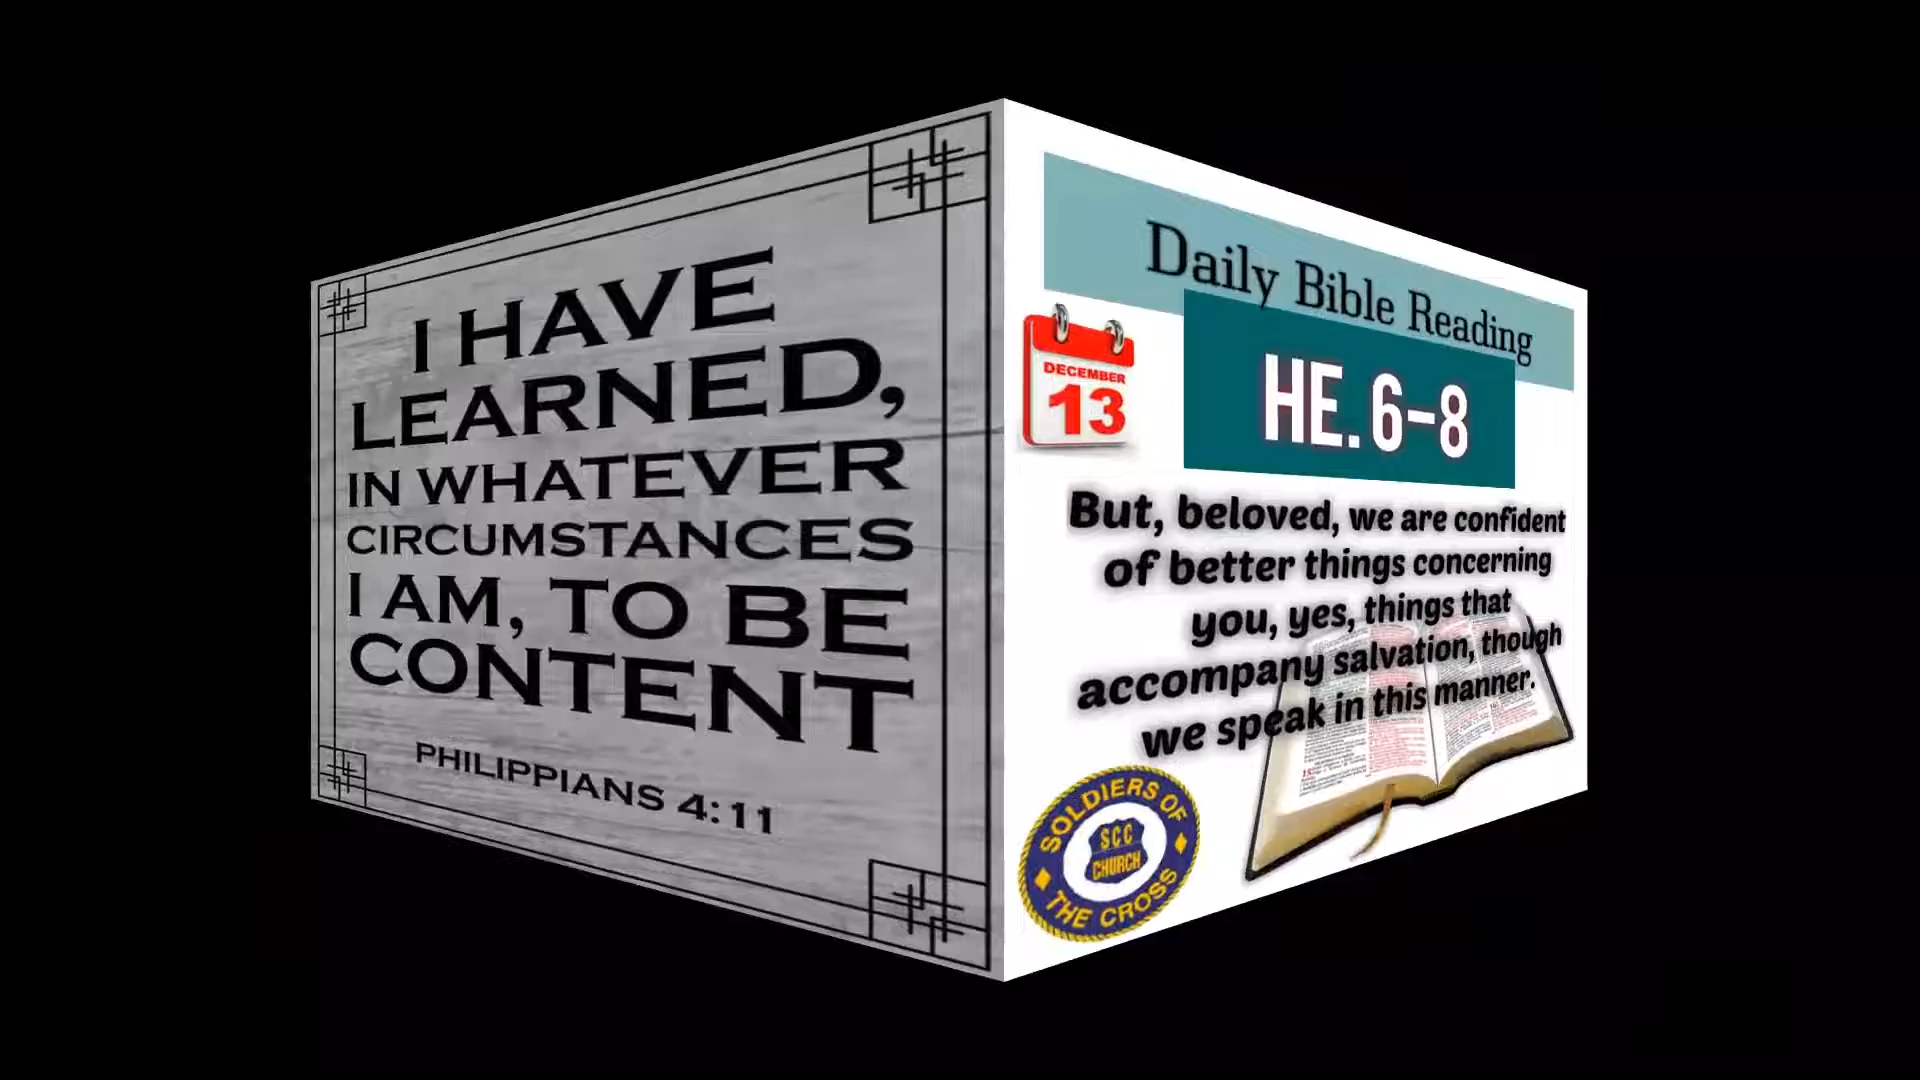 I HAVE
LEARNED,
IN WHATEVER
CIRCUMSTANCES
I AM, TO BE
CONTENT
PHILIPPIANS 4:11
Daily Bible Reading
DECEMBER
13
HE. 6-8
But, beloved, we are confident
of better things concerning
you, yes, things that
accompany salvation, though
we speak in this manner.
SOLDIERS OF
SCC
CHURCH
THE CROSS